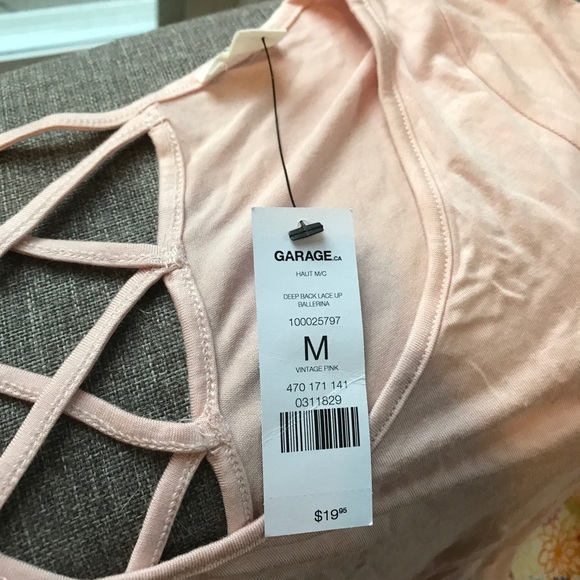 GARAGE.CA
HAUT M/C
DEEP BACK LACE UP
BALLERINA
100025797
M
VINTAGE PINK
470 171 141
0311829
$19.95